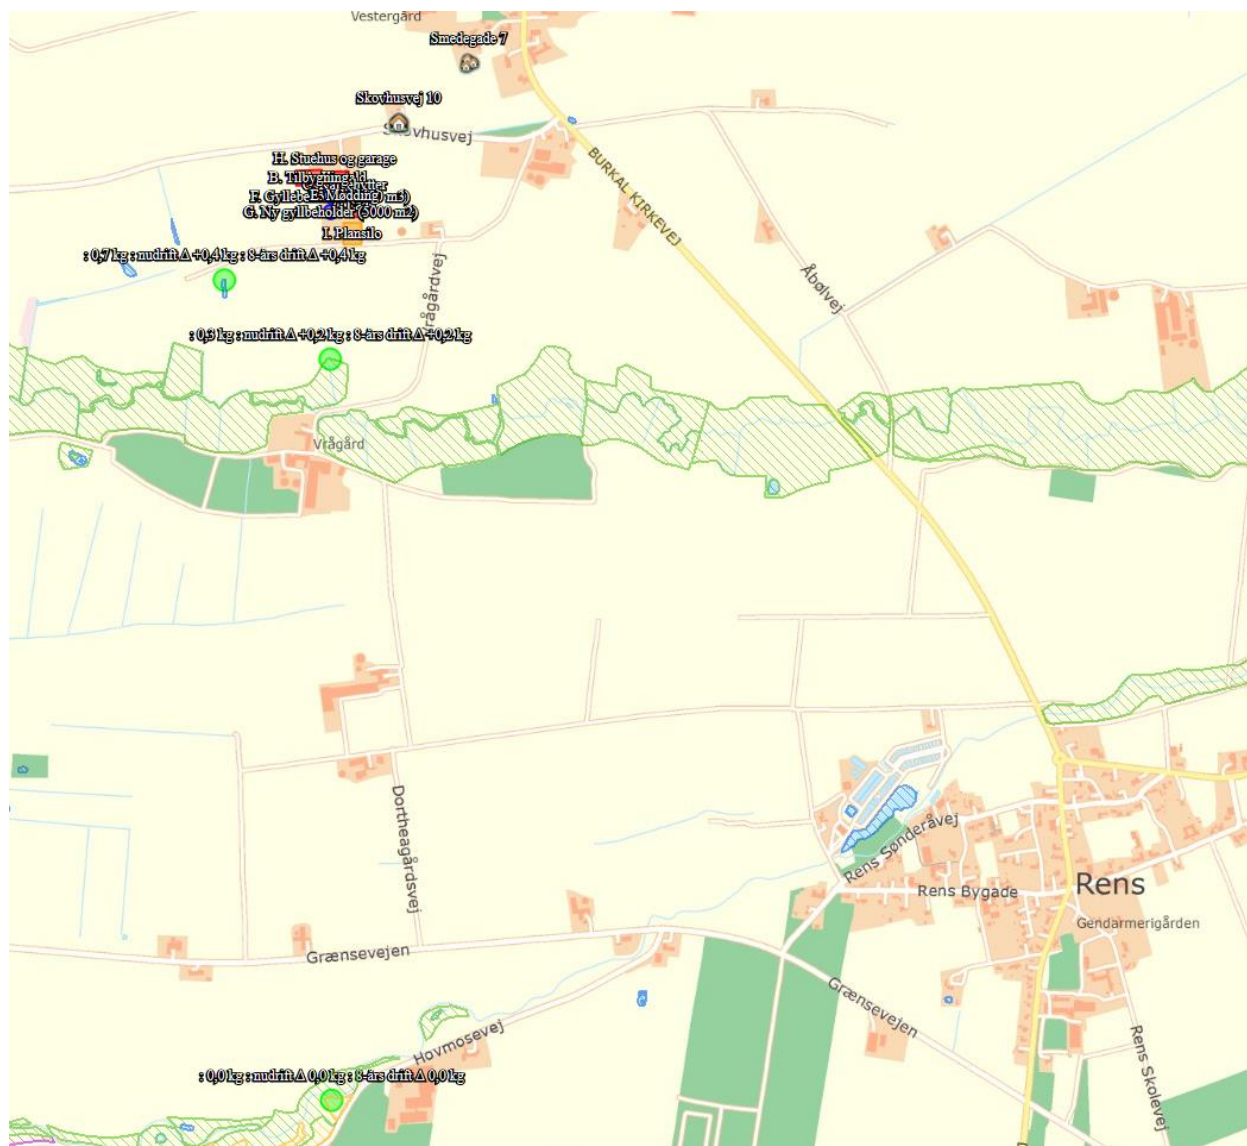 Vestergård
Smedegade 7
Skovhusvej 10
Skovhusvej
H. Stuehus og garage
B. Tilbygning
E. Mødding
F. Gyllebe
m3)
G. Ny gyllbeholder (5000 m2)
I. Plansilo
BURKAL KIRKEVEJ
: 0,7 kg : nudrift Δ +0,4 kg : 8-års drift Δ +0,4 kg
Åbølvej
Vrågårdvej
: 0,3 kg : nudrift Δ +0,2 kg : 8-års drift Δ +0,2 kg
Vrågård
Dortheagårdsvej
Rens Sønderåvej
Rens
Rens Bygade
Gendarmerigården
Grænsevejen
Grænsevejen
Hovmosevej
Rens Skolevej
: 0,0 kg : nudrift Δ 0,0 kg : 8-års drift Δ 0,0 kg